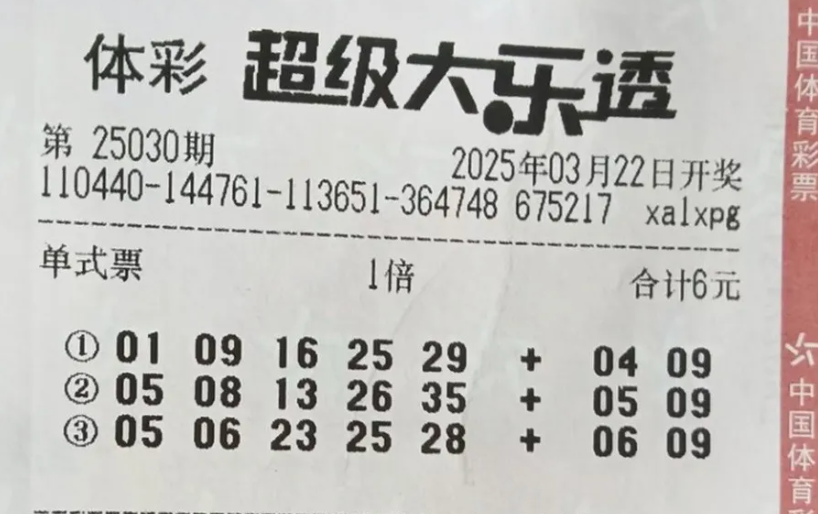 体彩 超级大乐透
第 25030期 2025年03月22日开奖
110440-144761-113651-364748 675217 xalxpg
单式票 1倍 合计6元
① 01 09 16 25 29 + 04 09
② 05 08 13 26 35 + 05 09
③ 05 06 23 25 28 + 06 09
中国体育彩票
中国体育